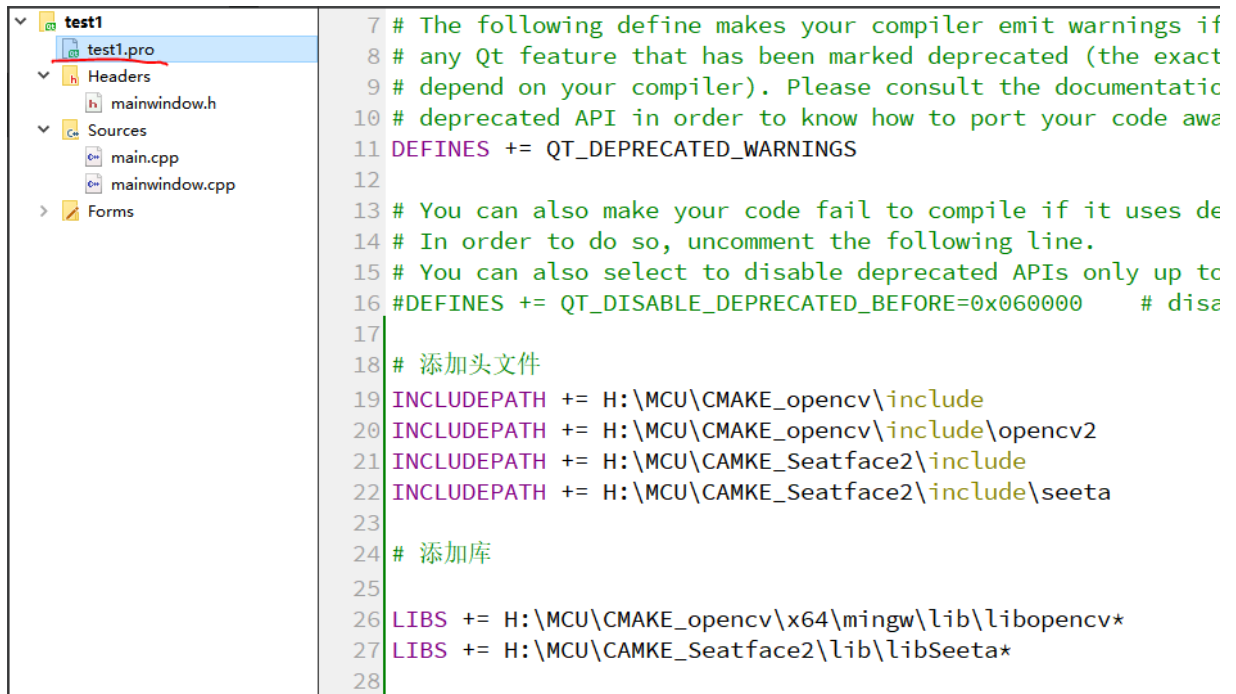 test1
test1.pro
Headers
mainwindow.h
Sources
main.cpp
mainwindow.cpp
Forms
7 # The following define makes your compiler emit warnings if
8 # any Qt feature that has been marked deprecated (the exact
9 # depend on your compiler). Please consult the documentatio
10 # deprecated API in order to know how to port your code awa
11 DEFINES += QT_DEPRECATED_WARNINGS
12
13 # You can also make your code fail to compile if it uses de
14 # In order to do so, uncomment the following line.
15 # You can also select to disable deprecated APIs only up to
16 #DEFINES += QT_DISABLE_DEPRECATED_BEFORE=0x060000    # disa
17
18 # 添加头文件
19 INCLUDEPATH += H:\MCU\CMAKE_opencv\include
20 INCLUDEPATH += H:\MCU\CMAKE_opencv\include\opencv2
21 INCLUDEPATH += H:\MCU\CAMKE_Seatface2\include
22 INCLUDEPATH += H:\MCU\CAMKE_Seatface2\include\seeta
23
24 # 添加库
25
26 LIBS += H:\MCU\CMAKE_opencv\x64\mingw\lib\libopencv*
27 LIBS += H:\MCU\CAMKE_Seatface2\lib\libSeeta*
28